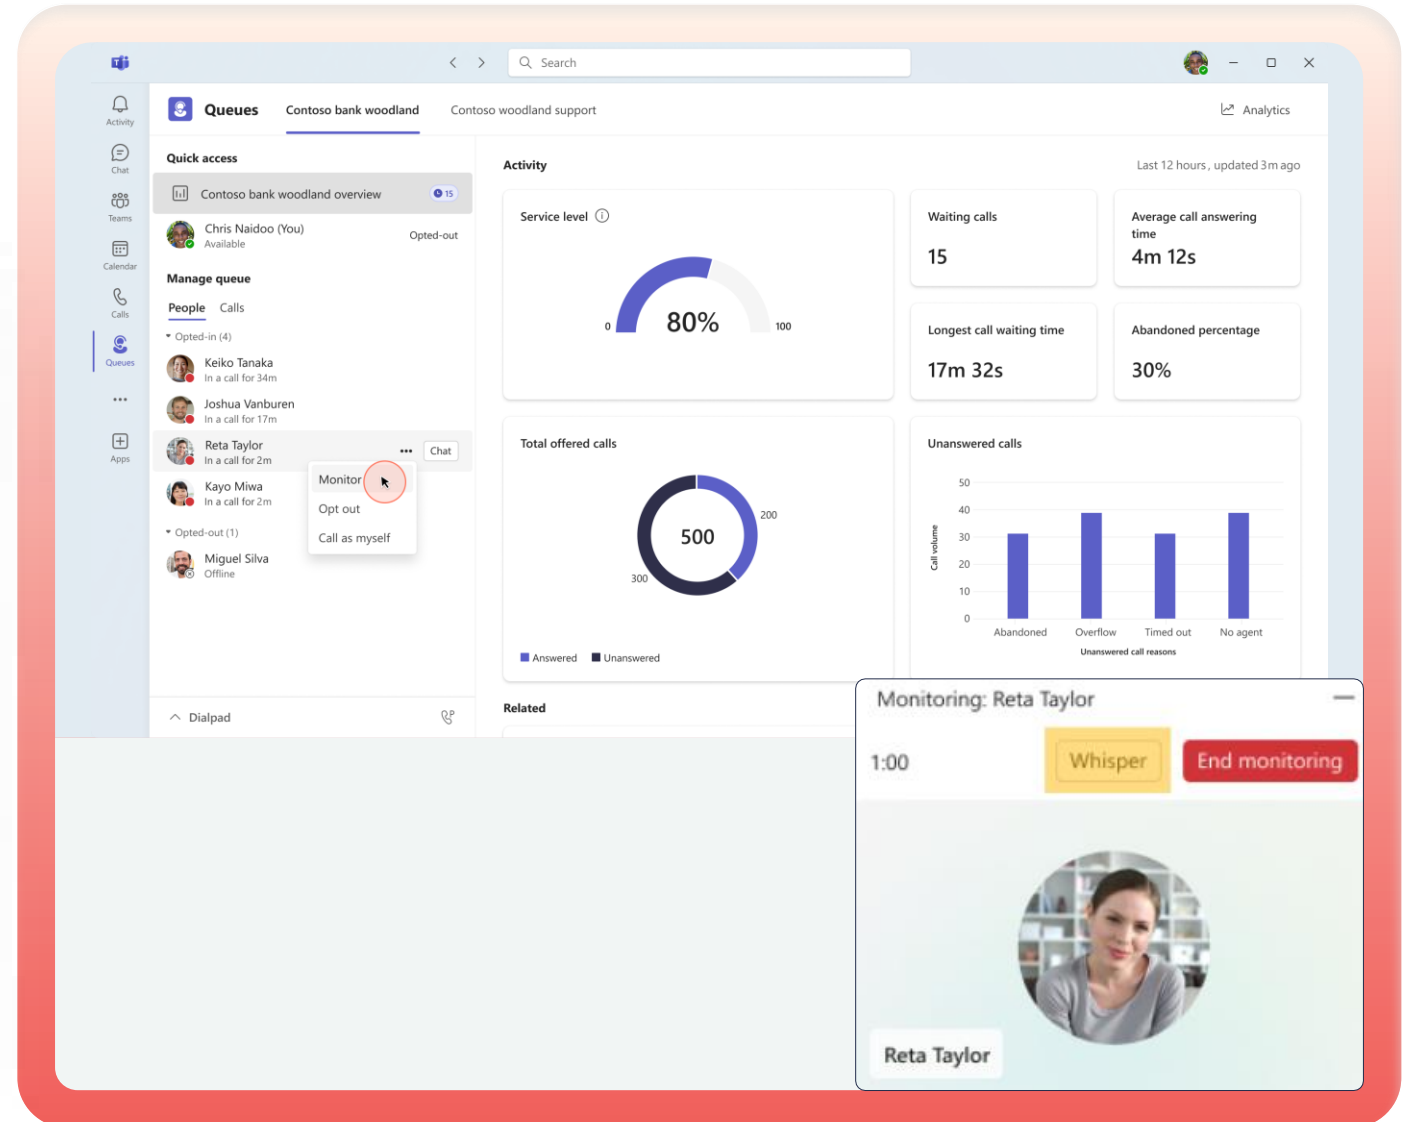 Search
Activity
Chat
Teams
Calendar
Calls
Queues
Apps
Queues
Contoso bank woodland
Contoso woodland support
Analytics
Quick access
Contoso bank woodland overview
15
Chris Naidoo (You)
Available
Opted-out
Manage queue
People
Calls
Opted-in (4)
Keiko Tanaka
In a call for 34m
Joshua Vanburen
In a call for 17m
Reta Taylor
In a call for 2m
Chat
Kayo Miwa
In a call for 2m
Monitor
Opt out
Call as myself
Opted-out (1)
Miguel Silva
Offline
Dialpad
Activity
Last 12 hours, updated 3m ago
Service level
0
80%
100
Waiting calls
15
Average call answering
time
4m 12s
Longest call waiting time
17m 32s
Abandoned percentage
30%
Total offered calls
200
500
300
Answered
Unanswered
Unanswered calls
50
40
30
20
10
0
Call volume
Abandoned
Overflow
Timed out
No agent
Unanswered call reasons
Related
Monitoring: Reta Taylor
1:00
Whisper
End monitoring
Reta Taylor